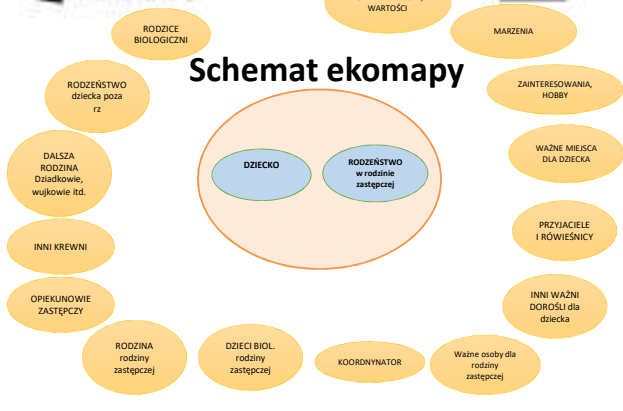 WARTOŚCI
RODZICE
BIOLOGICZNI
MARZENIA
Schemat ekomapy
RODZEŃSTWO
dziecka poza
rz
ZAINTERESOWANIA,
HOBBY
DZIECKO
RODZEŃSTWO
w rodzinie
zastępczej
WAŻNE MIEJSCA
DLA DZIECKA
DALSZA
RODZINA
Dziadkowie,
wujkowie itd.
PRZYJACIELE
I RÓWIEŚNICY
INNI KREWNI
OPIEKUNOWIE
ZASTĘPCZY
INNI WAŻNI
DOROŚLI dla
dziecka
RODZINA
rodziny
zastępczej
DZIECI BIOL.
rodziny
zastępczej
KOORDNYNATOR
Ważne osoby dla
rodziny
zastępczej